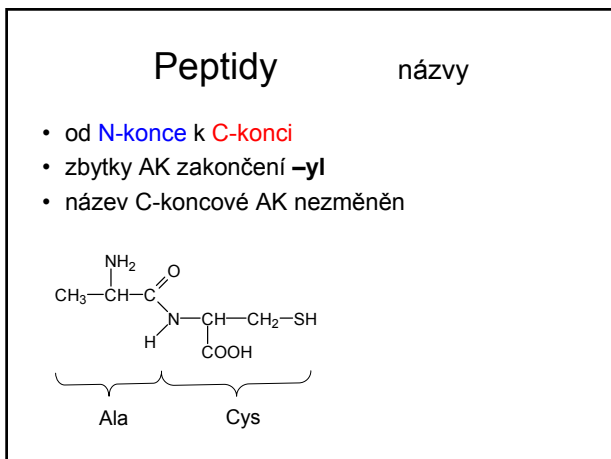 Peptidy názvy
• od N-konce k C-konci
• zbytky AK zakončení –yl
• název C-koncové AK nezměněn
NH2
O
CH3–CH–C
N–CH–CH2–SH
H
COOH
Ala Cys